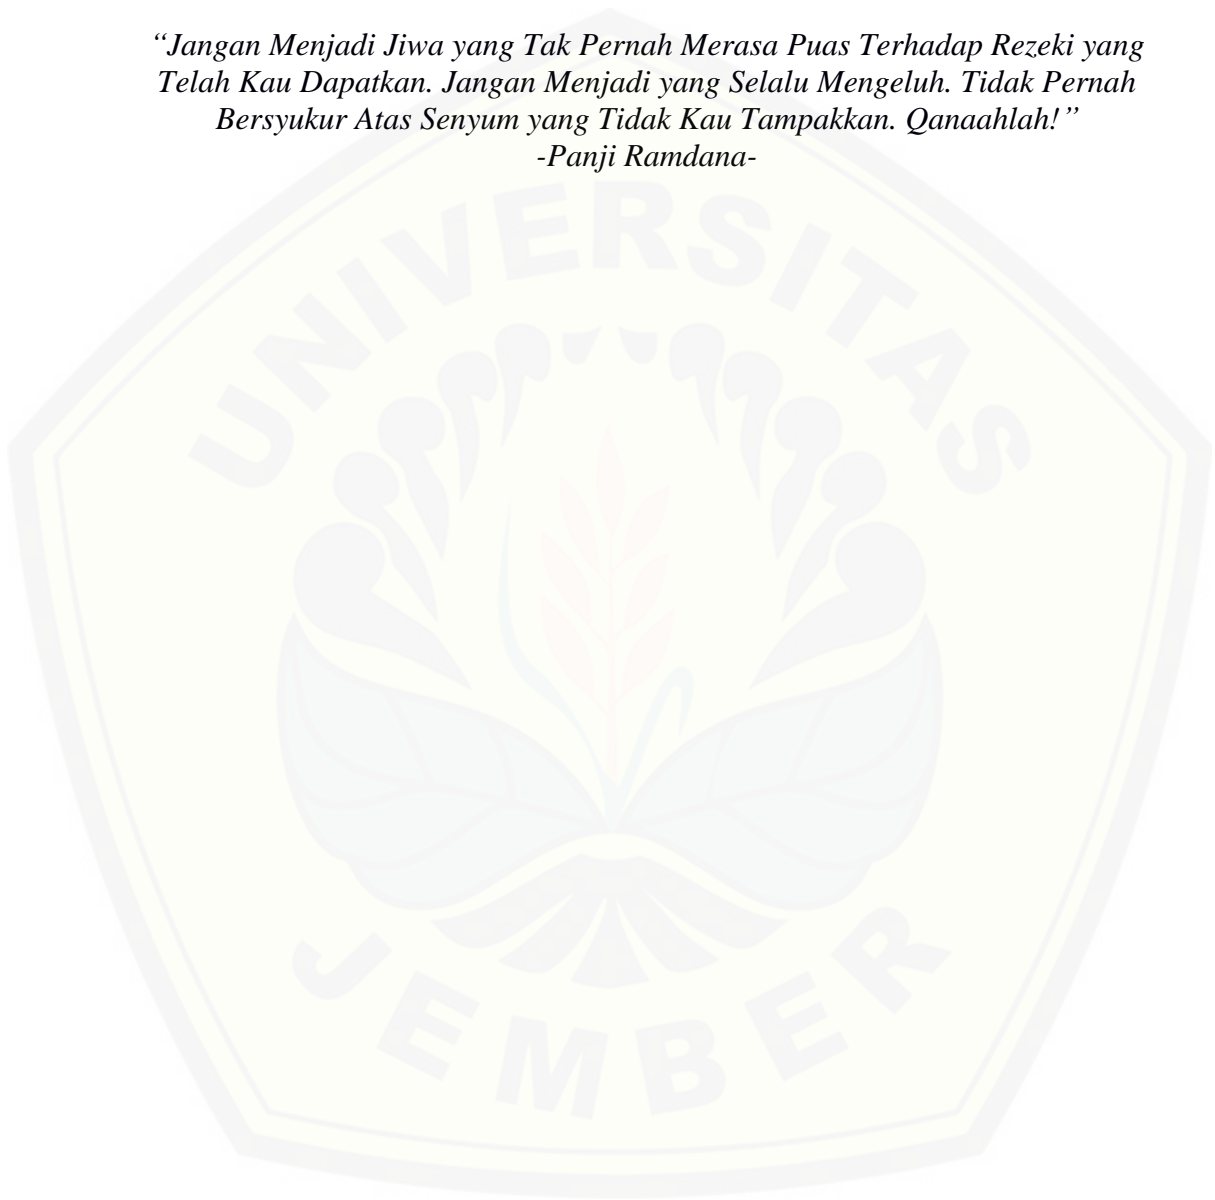 “Jangan Menjadi Jiwa yang Tak Pernah Merasa Puas Terhadap Rezeki yang
Telah Kau Dapatkan. Jangan Menjadi yang Selalu Mengeluh. Tidak Pernah
Bersyukur Atas Senyum yang Tidak Kau Tampakkan. Qanaahlah!”
-Panji Ramdana-
UNIVERSITAS
JEMBER